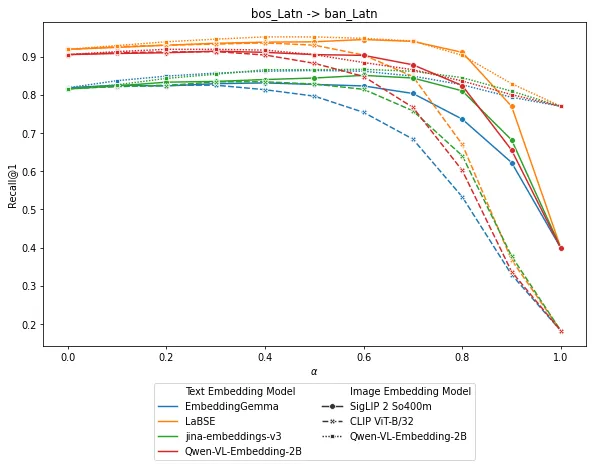 bos_Latn -> ban_Latn
Recall@1
0.9
0.8
0.7
0.6
0.5
0.4
0.3
0.2
0.0 0.2 0.4 0.6 0.8 1.0
α
Text Embedding Model Image Embedding Model
EmbeddingGemma SigLIP 2 So400m
LaBSE CLIP ViT-B/32
jina-embeddings-v3 Qwen-VL-Embedding-2B
Qwen-VL-Embedding-2B